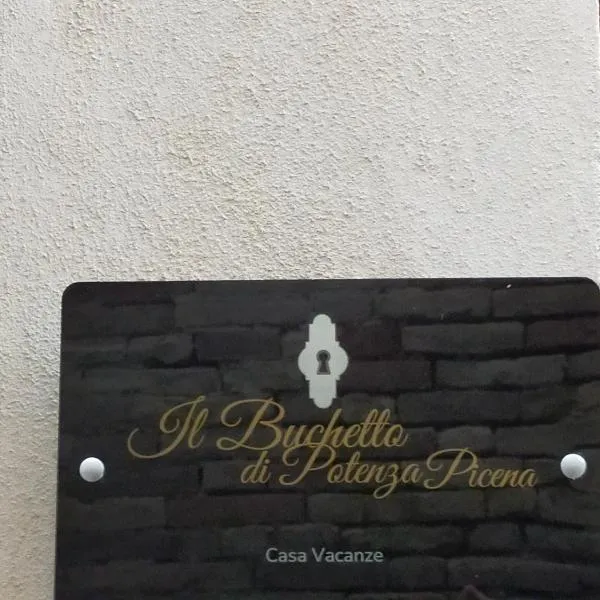 Il Buchetto
di Potenza Picena
Casa Vacanze